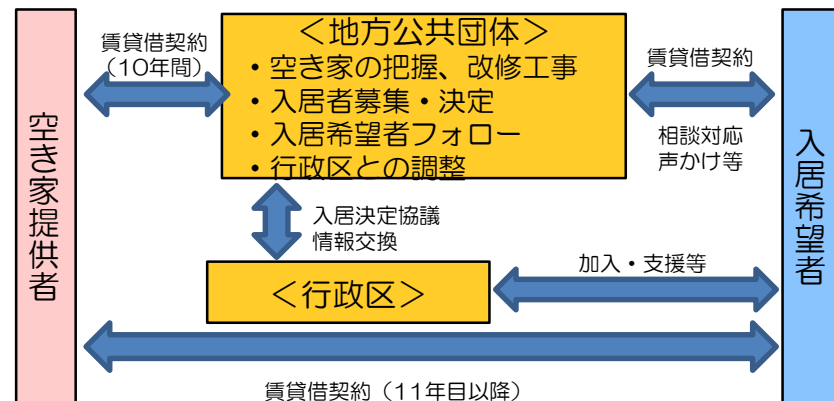 空き家提供者
賃貸借契約
（10年間）
＜地方公共団体＞
・空き家の把握、改修工事
・入居者募集・決定
・入居希望者フォロー
・行政区との調整
賃貸借契約
相談対応
声かけ等
入居希望者
入居決定協議
情報交換
＜行政区＞
加入・支援等
賃貸借契約（11年目以降）